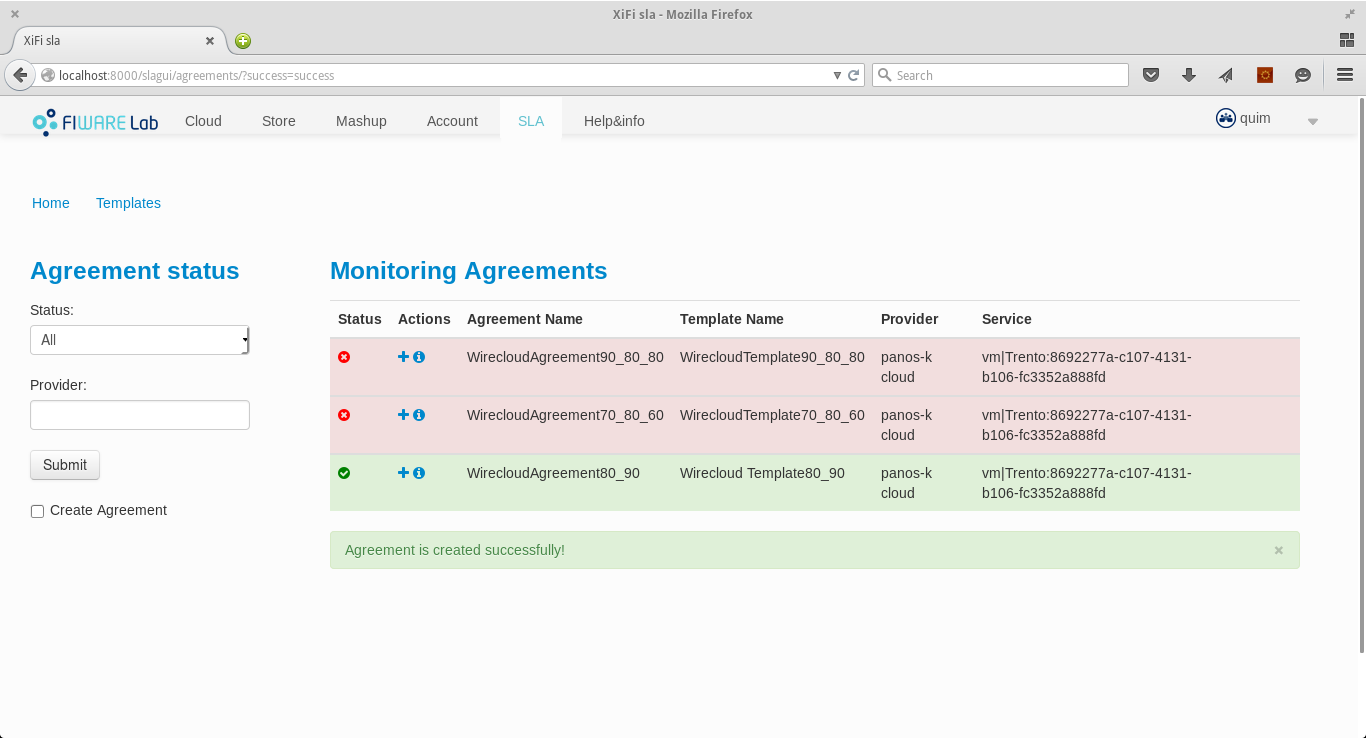 XiFi sla - Mozilla Firefox
XiFi sla
localhost:8000/slagui/agreements/?success=success
Search
FIWARE Lab
Cloud
Store
Mashup
Account
SLA
Help&info
quim
Home
Templates
Agreement status
Status:
All
Provider:
Submit
Create Agreement
Monitoring Agreements
Status Actions Agreement Name Template Name Provider Service
WirecloudAgreement90_80_80 WirecloudTemplate90_80_80 panos-k vm|Trento:8692277a-c107-4131-
cloud b106-fc3352a888fd
WirecloudAgreement70_80_60 WirecloudTemplate70_80_60 panos-k vm|Trento:8692277a-c107-4131-
cloud b106-fc3352a888fd
WirecloudAgreement80_90 Wirecloud Template80_90 panos-k vm|Trento:8692277a-c107-4131-
cloud b106-fc3352a888fd
Agreement is created successfully! ×